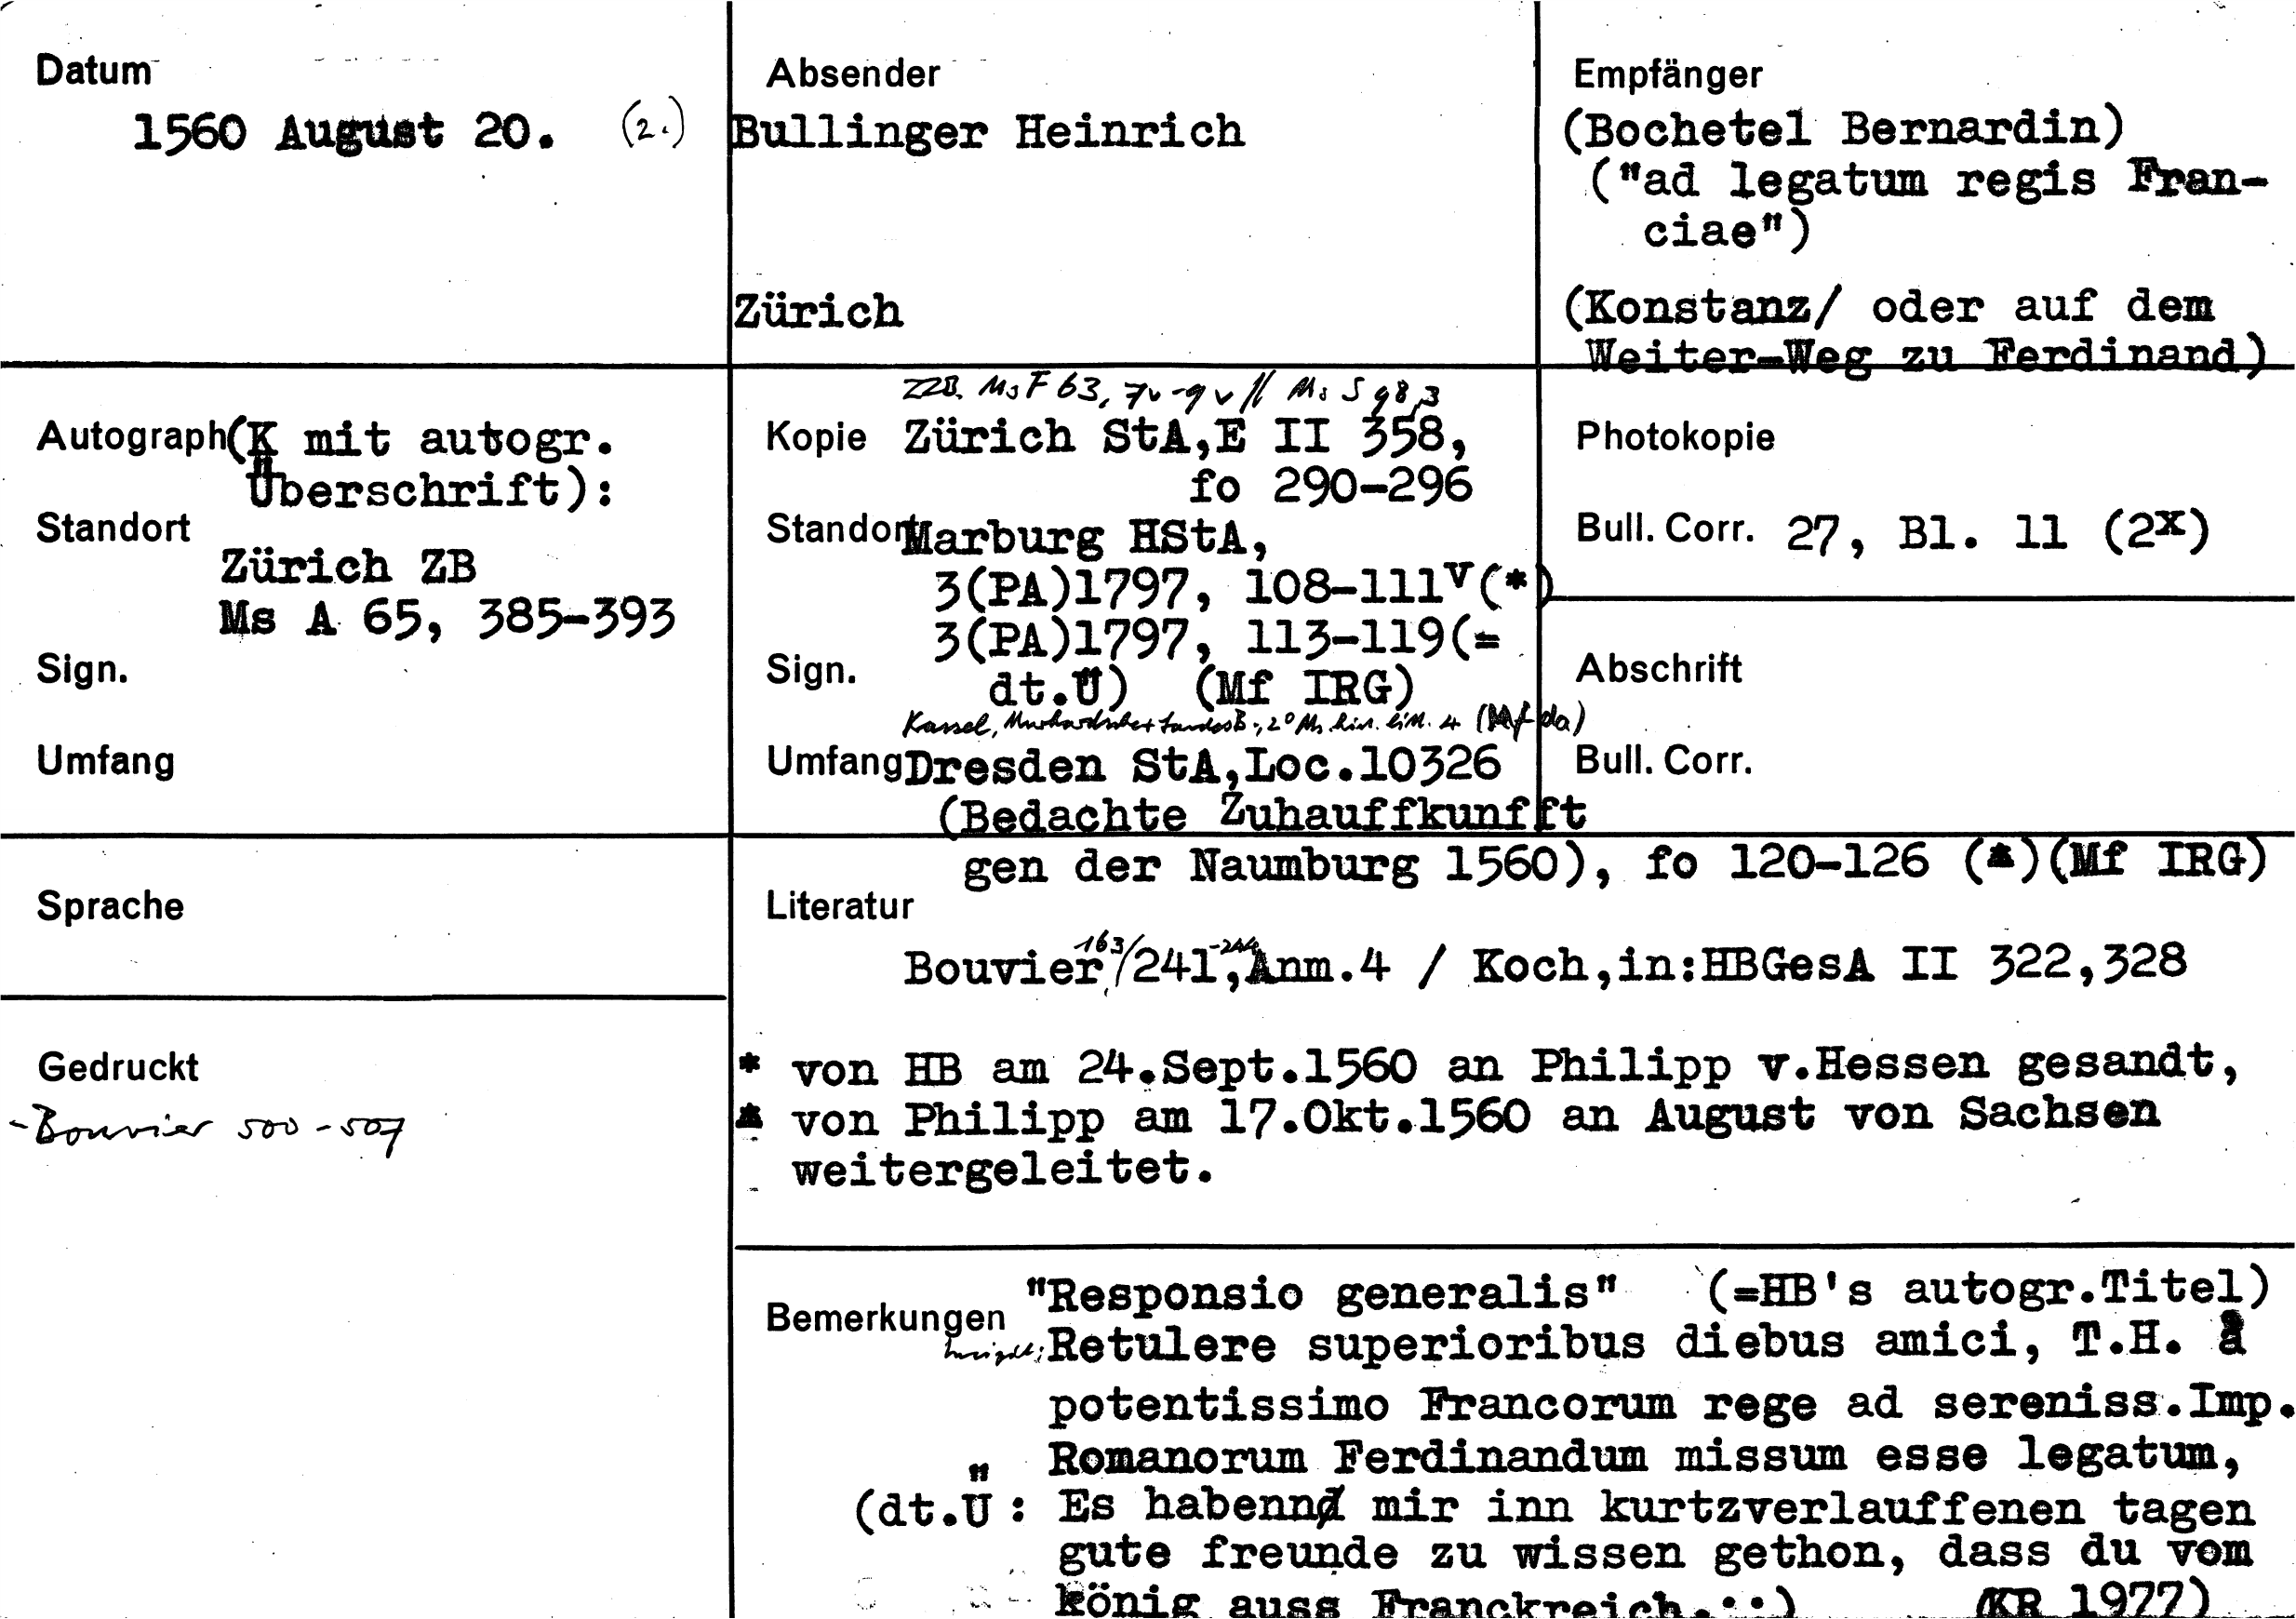 Datum
1560 August 20. (2.)
Absender
Bullinger Heinrich
Zürich
Empfänger
(Bochetel Bernardin)
("ad legatum regis Fran-
ciae")
(Konstanz/ oder auf dem
Weiter-Weg zu Ferdinand)
Autograph (K mit autogr.
Überschrift):
Standort
Zürich ZB
Ms A 65, 385-393
Sign.
Umfang
ZZB. Ms F 63, 7v-9v // Ms S 98,3
Kopie Zürich StA,E II 358,
fo 290-296
Standort Marburg HStA,
3(PA)1797, 108-111v(*)
3(PA)1797, 113-119(=
Sign. dt.Ü) (Mf IRG)
Kassel, 4 (Mf da)
Umfang Dresden StA,Loc.10326
(Bedachte Zuhauffkunfft
gen der Naumburg 1560), fo 120-126 (▲)(Mf IRG)
Photokopie
Bull. Corr. 27, Bl. 11 (2x)
Abschrift
Bull. Corr.
Sprache
Literatur
Bouvier 163/241-244,Anm.4 / Koch,in:HBGesA II 322,328
* von HB am 24.Sept.1560 an Philipp v.Hessen gesandt,
▲ von Philipp am 17.Okt.1560 an August von Sachsen
weitergeleitet.
Gedruckt
-Bouvier 500-507
Bemerkungen "Responsio generalis" (=HB's autogr.Titel)
Retulere superioribus diebus amici, T.H. a
potentissimo Francorum rege ad sereniss.Imp.
Romanorum Ferdinandum missum esse legatum,
(dt.Ü: Es habenn mir inn kurtzverlauffenen tagen
gute freunde zu wissen gethon, dass du vom
könig auss Franckreich...) (KR 1977)